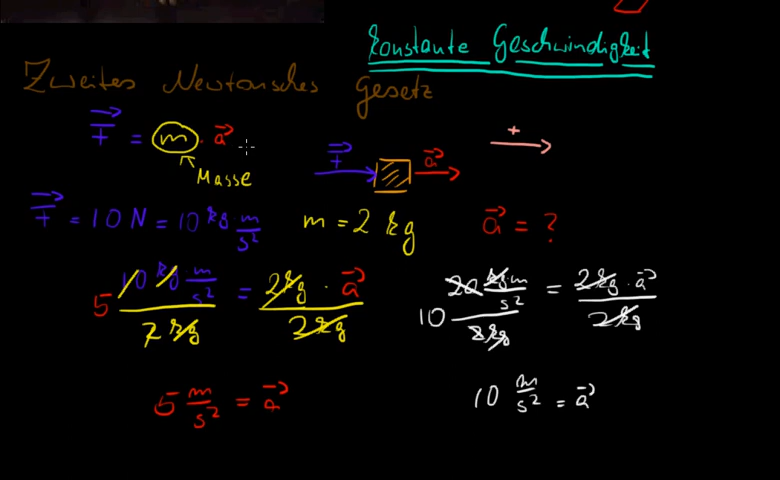 Konstante Geschwindigkeit
Zweites Newtonsches Gesetz
F = m · a
Masse
F a +
F = 10 N = 10 kg m/s² m = 2 kg a = ?
5 10 kg · m/s² / 2 kg = 2 kg · a / 2 kg
10 20 kg m/s² / 2 kg = 2 kg · a / 2 kg
5 m/s² = a
10 m/s² = a